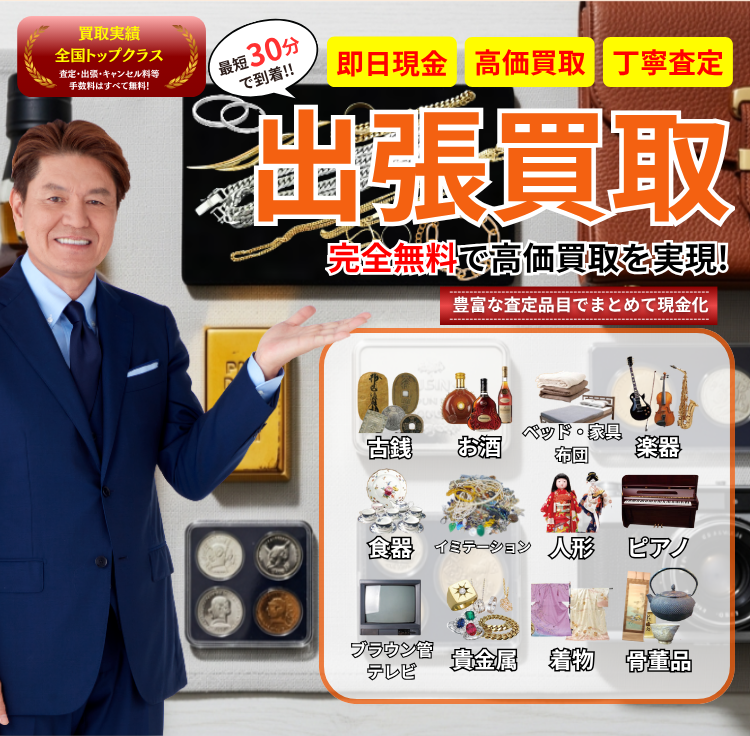 買取実績
全国トップクラス
査定・出張・キャンセル料等
手数料はすべて無料!
最短30分
で到着!!
即日現金 高価買取 丁寧査定
出張買取
完全無料で高価買取を実現!
豊富な査定品目でまとめて現金化
古銭
お酒
ベッド・家具
布団
楽器
食器
イミテーション
人形
ピアノ
ブラウン管
テレビ
貴金属
着物
骨董品